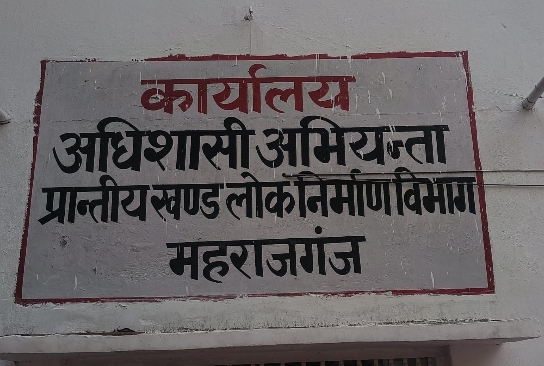 कार्यालय
अधिशासी अभियन्ता
प्रान्तीय खण्ड लोक निर्माण विभाग
महराजगंज